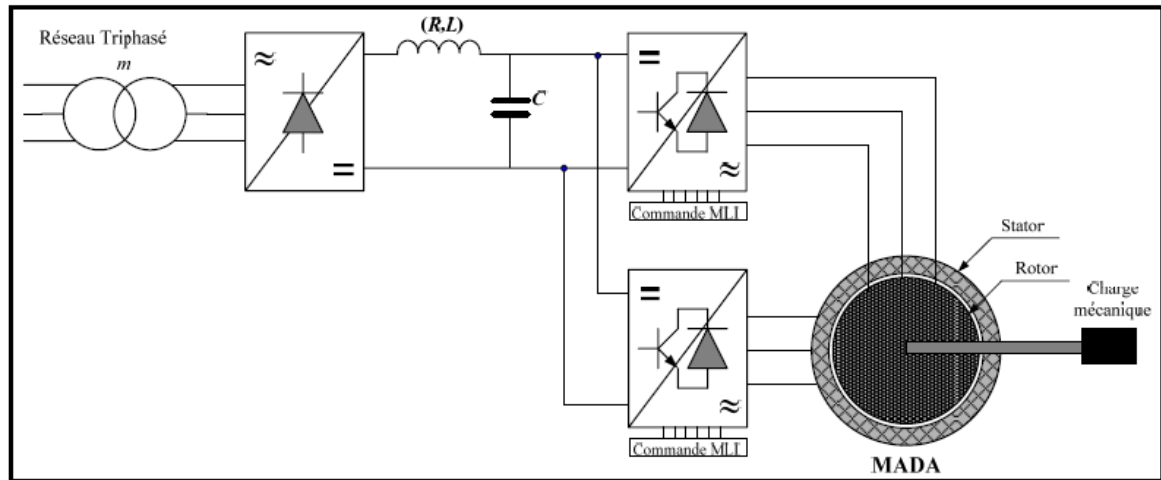 Réseau Triphasé
m
(R,L)
C
Commande MLI
Stator
Rotor
Charge
mécanique
Commande MLI
MADA